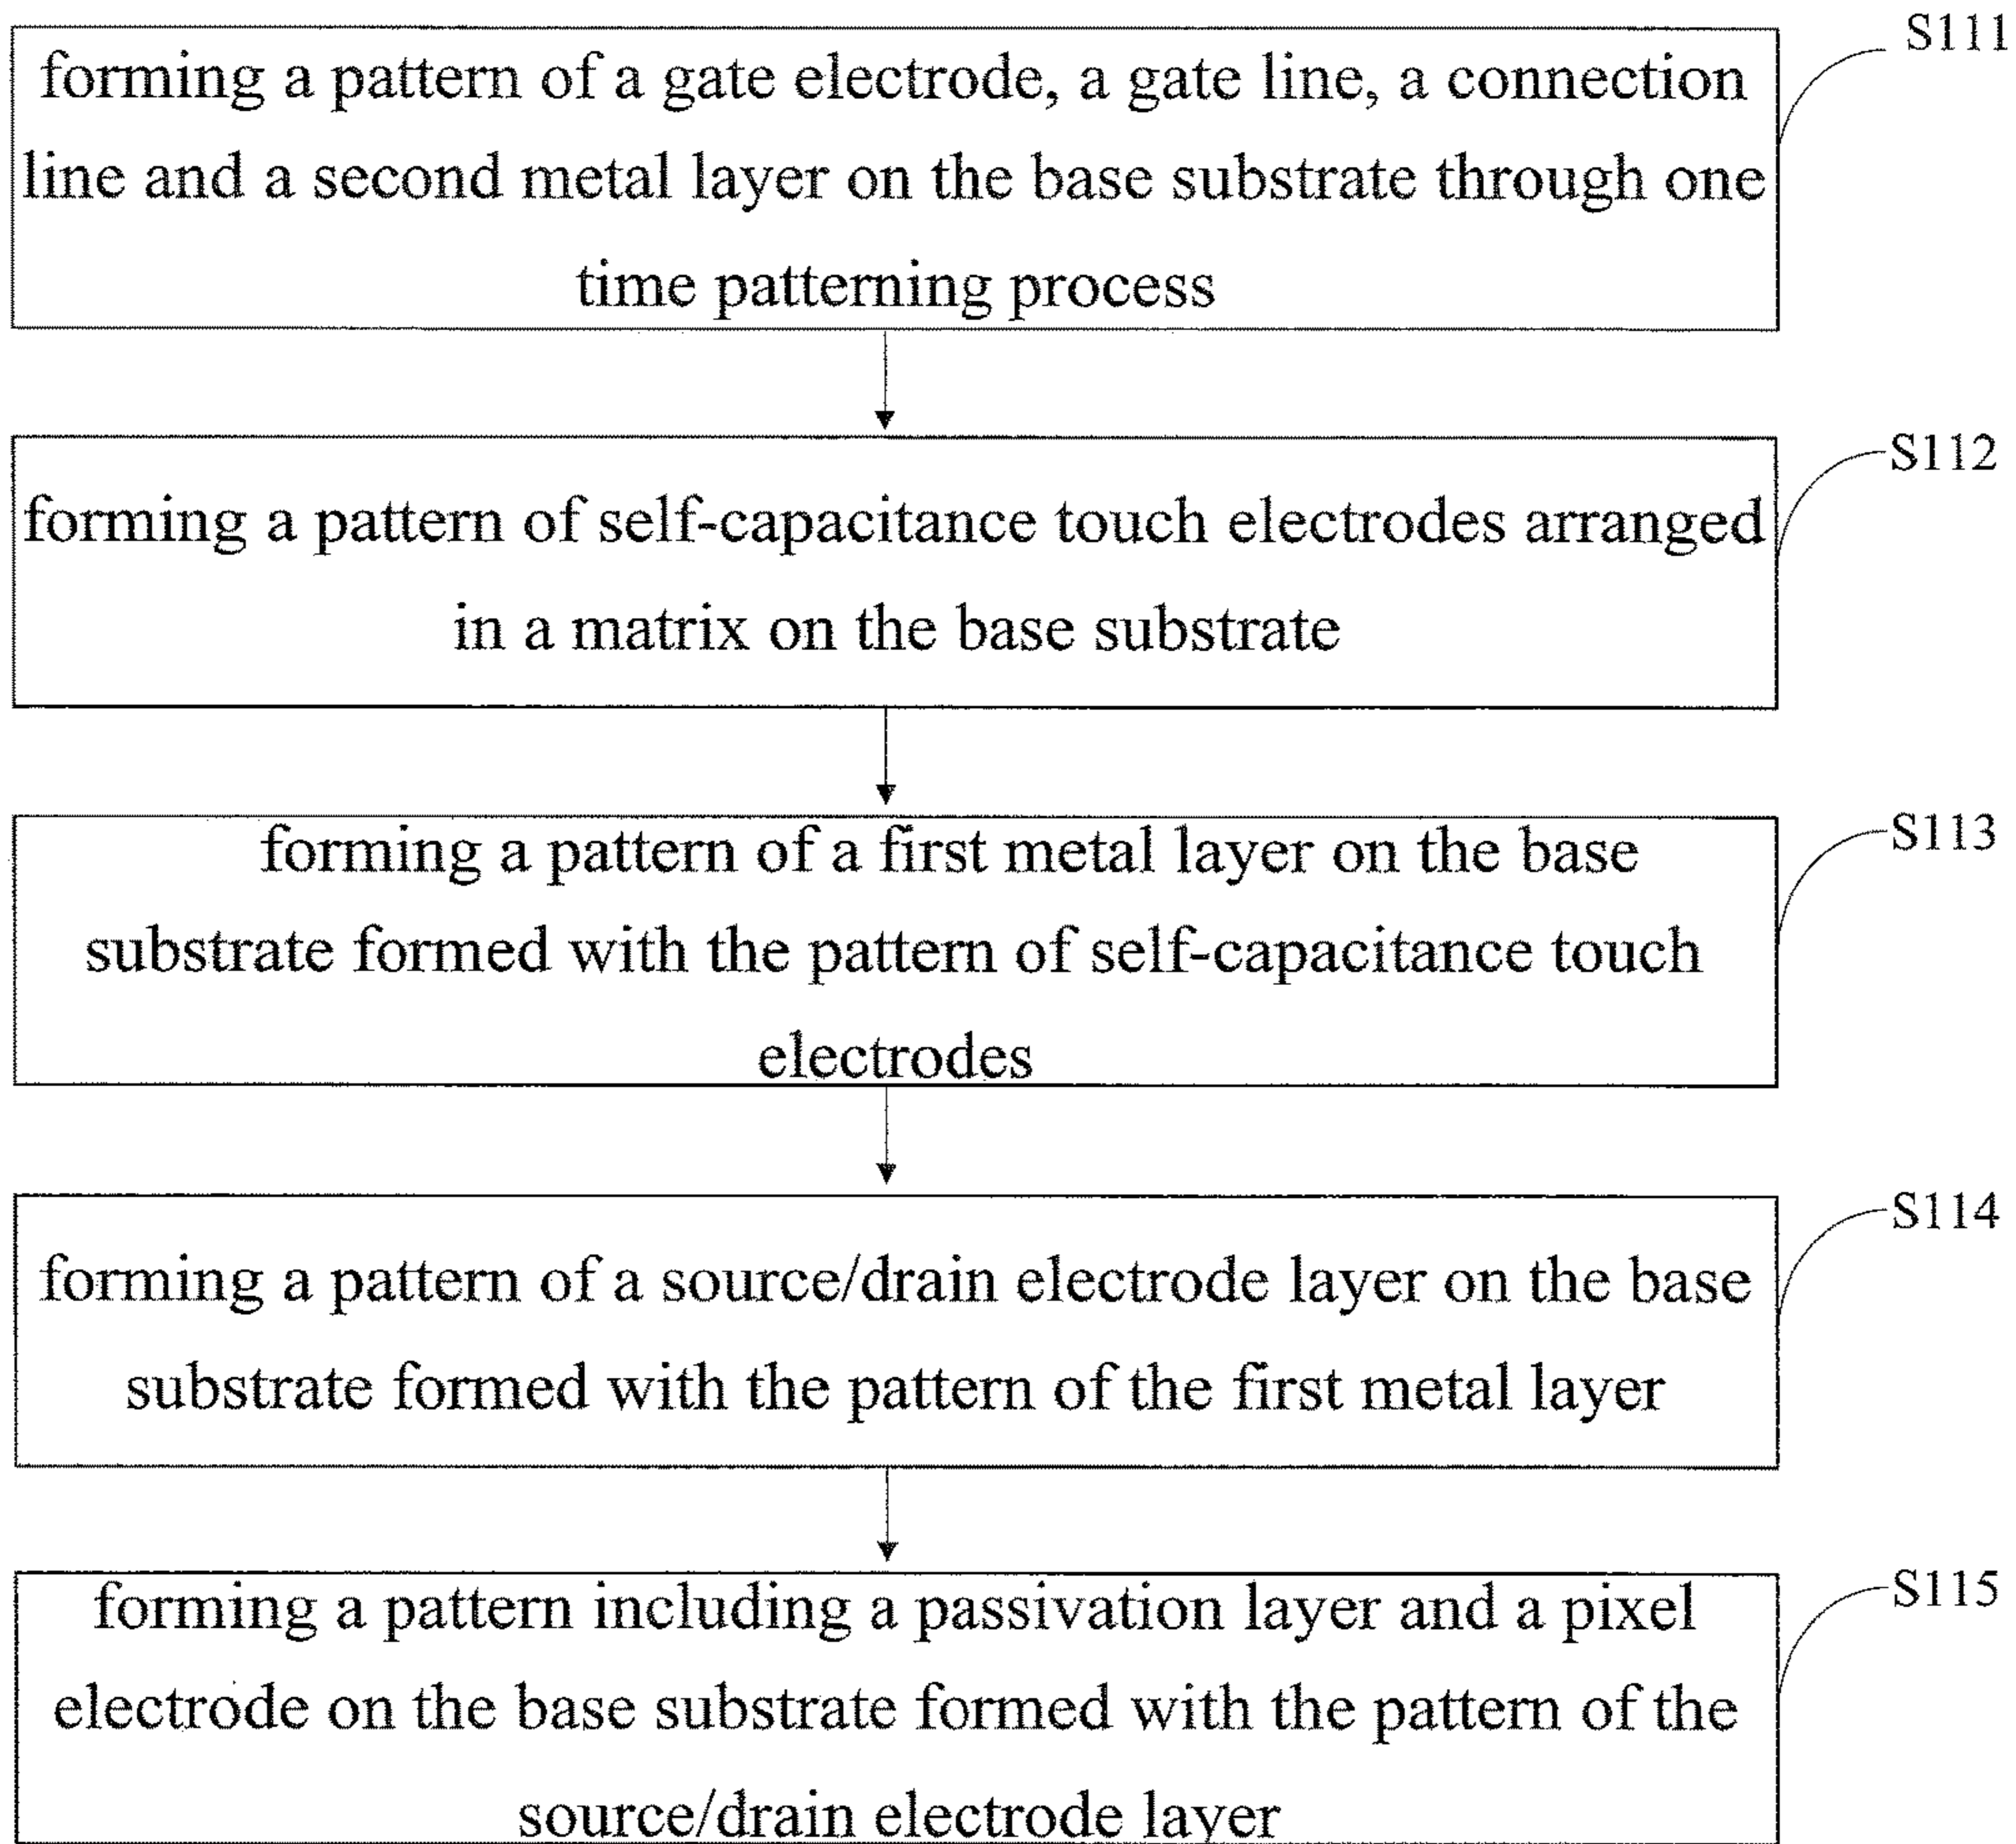 S111
forming a pattern of a gate electrode, a gate line, a connection
line and a second metal layer on the base substrate through one
time patterning process
S112
forming a pattern of self-capacitance touch electrodes arranged
in a matrix on the base substrate
S113
forming a pattern of a first metal layer on the base
substrate formed with the pattern of self-capacitance touch
electrodes
S114
forming a pattern of a source/drain electrode layer on the base
substrate formed with the pattern of the first metal layer
S115
forming a pattern including a passivation layer and a pixel
electrode on the base substrate formed with the pattern of the
source/drain electrode layer